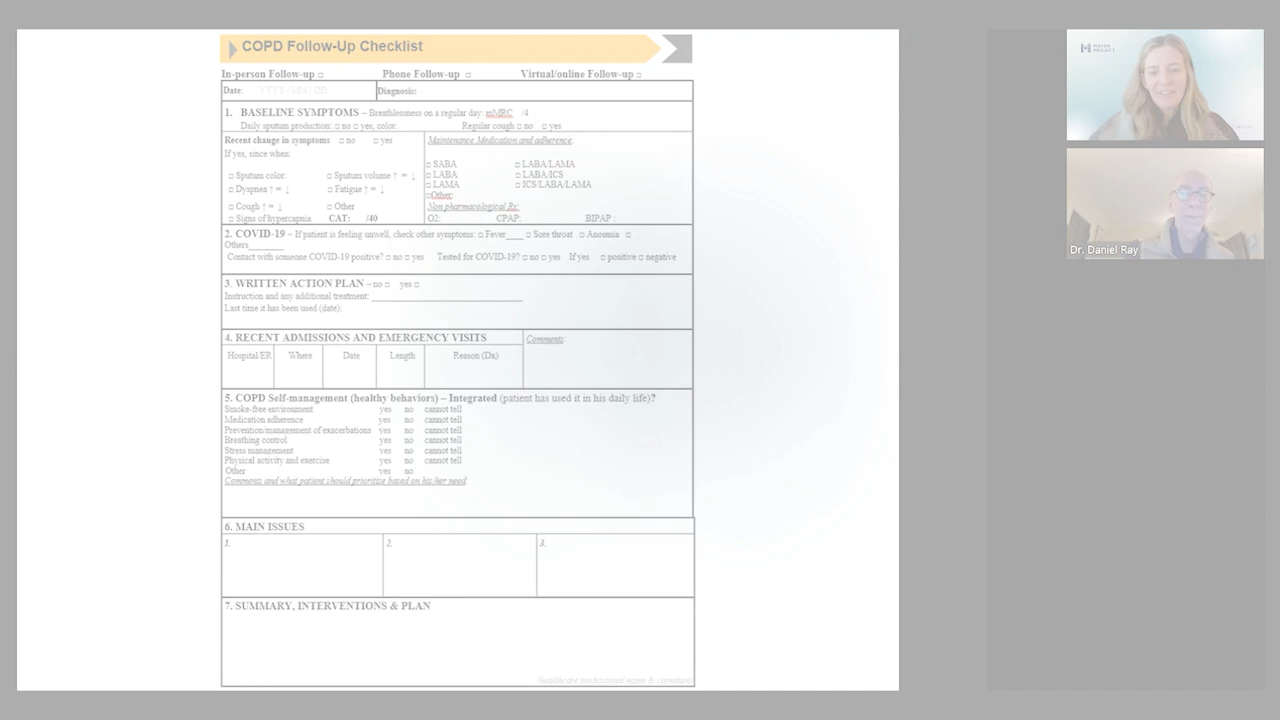 COPD Follow-Up Checklist
In-person Follow-up □ Phone Follow-up □ Virtual/online Follow-up □
Date: YYYY / MM / DD Diagnosis:
1. BASELINE SYMPTOMS – Breathlessness on a regular day: mMRC /4
Daily sputum production: □ no □ yes, color: Regular cough □ no □ yes
Recent change in symptoms □ no □ yes
If yes, since when:
□ Sputum color: □ Sputum volume ↑ = ↓
□ Dyspnea ↑ = ↓ □ Fatigue ↑ = ↓
□ Cough ↑ = ↓ □ Other
□ Signs of hypercapnia CAT: /40
Maintenance Medication and adherence:
□ SABA □ LABA/LAMA
□ LABA □ LABA/ICS
□ LAMA □ ICS/LABA/LAMA
□Other:
Non pharmacological Rx:
O2: CPAP: BIPAP :
2. COVID-19 – If patient is feeling unwell, check other symptoms: □ Fever____ □ Sore throat □ Anosmia □
Others________
Contact with someone COVID-19 positive? □ no □ yes Tested for COVID-19? □ no □ yes If yes □ positive □ negative
3. WRITTEN ACTION PLAN – no □ yes □
Instruction and any additional treatment: ________________________________
Last time it has been used (date):
4. RECENT ADMISSIONS AND EMERGENCY VISITS
Hospital/ER Where Date Length Reason (Dx)
Comments:
5. COPD Self-management (healthy behaviors) – Integrated (patient has used it in his daily life)?
Smoke-free environment yes no cannot tell
Medication adherence yes no cannot tell
Prevention/management of exacerbations yes no cannot tell
Breathing control yes no cannot tell
Stress management yes no cannot tell
Physical activity and exercise yes no cannot tell
Other yes no
Comments and what patient should prioritize based on his/her need
6. MAIN ISSUES
1. 2. 3.
7. SUMMARY, INTERVENTIONS & PLAN
(healthcare professional name & signature)
Dr. Daniel Ray